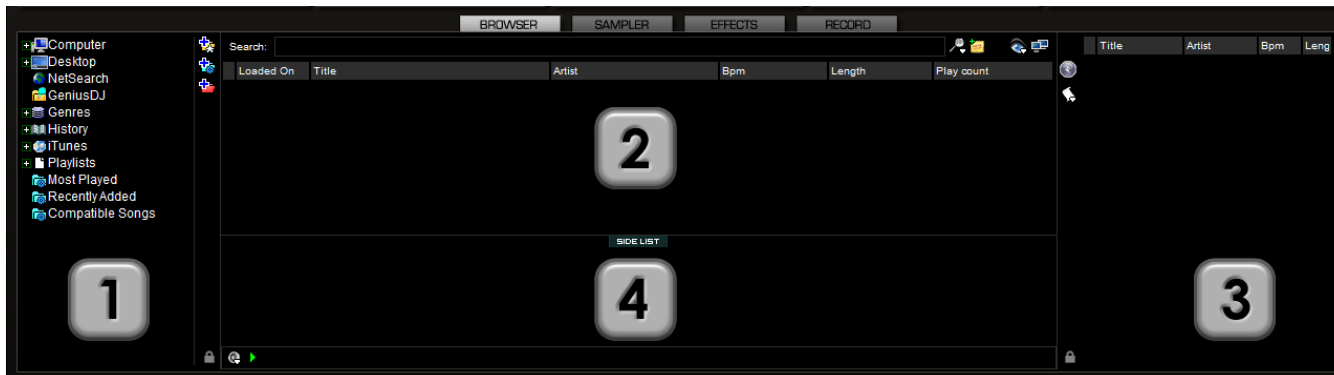 BROWSER SAMPLER EFFECTS RECORD
Computer
Desktop
NetSearch
GeniusDJ
Genres
History
iTunes
Playlists
Most Played
Recently Added
Compatible Songs
1
Search:
Loaded On Title Artist Bpm Length Play count
2
SIDE LIST
4
Title Artist Bpm Leng
3